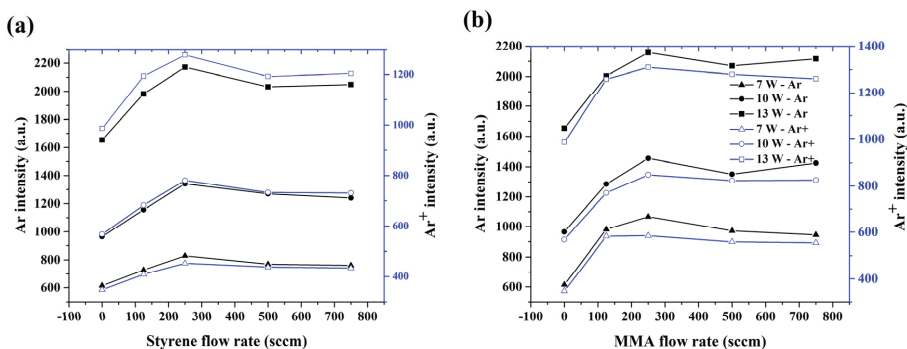 (a)
2200
2000
1800
1600
1400
1200
1000
800
600
1200
1000
800
600
400
-100 0 100 200 300 400 500 600 700 800
Ar intensity (a.u.)
Ar+ intensity (a.u.)
Styrene flow rate (sccm)
(b)
2200
2000
1800
1600
1400
1200
1000
800
600
1400
1200
1000
800
600
400
-100 0 100 200 300 400 500 600 700 800
Ar intensity (a.u.)
Ar+ intensity (a.u.)
MMA flow rate (sccm)
7 W - Ar
10 W - Ar
13 W - Ar
7 W - Ar+
10 W - Ar+
13 W - Ar+